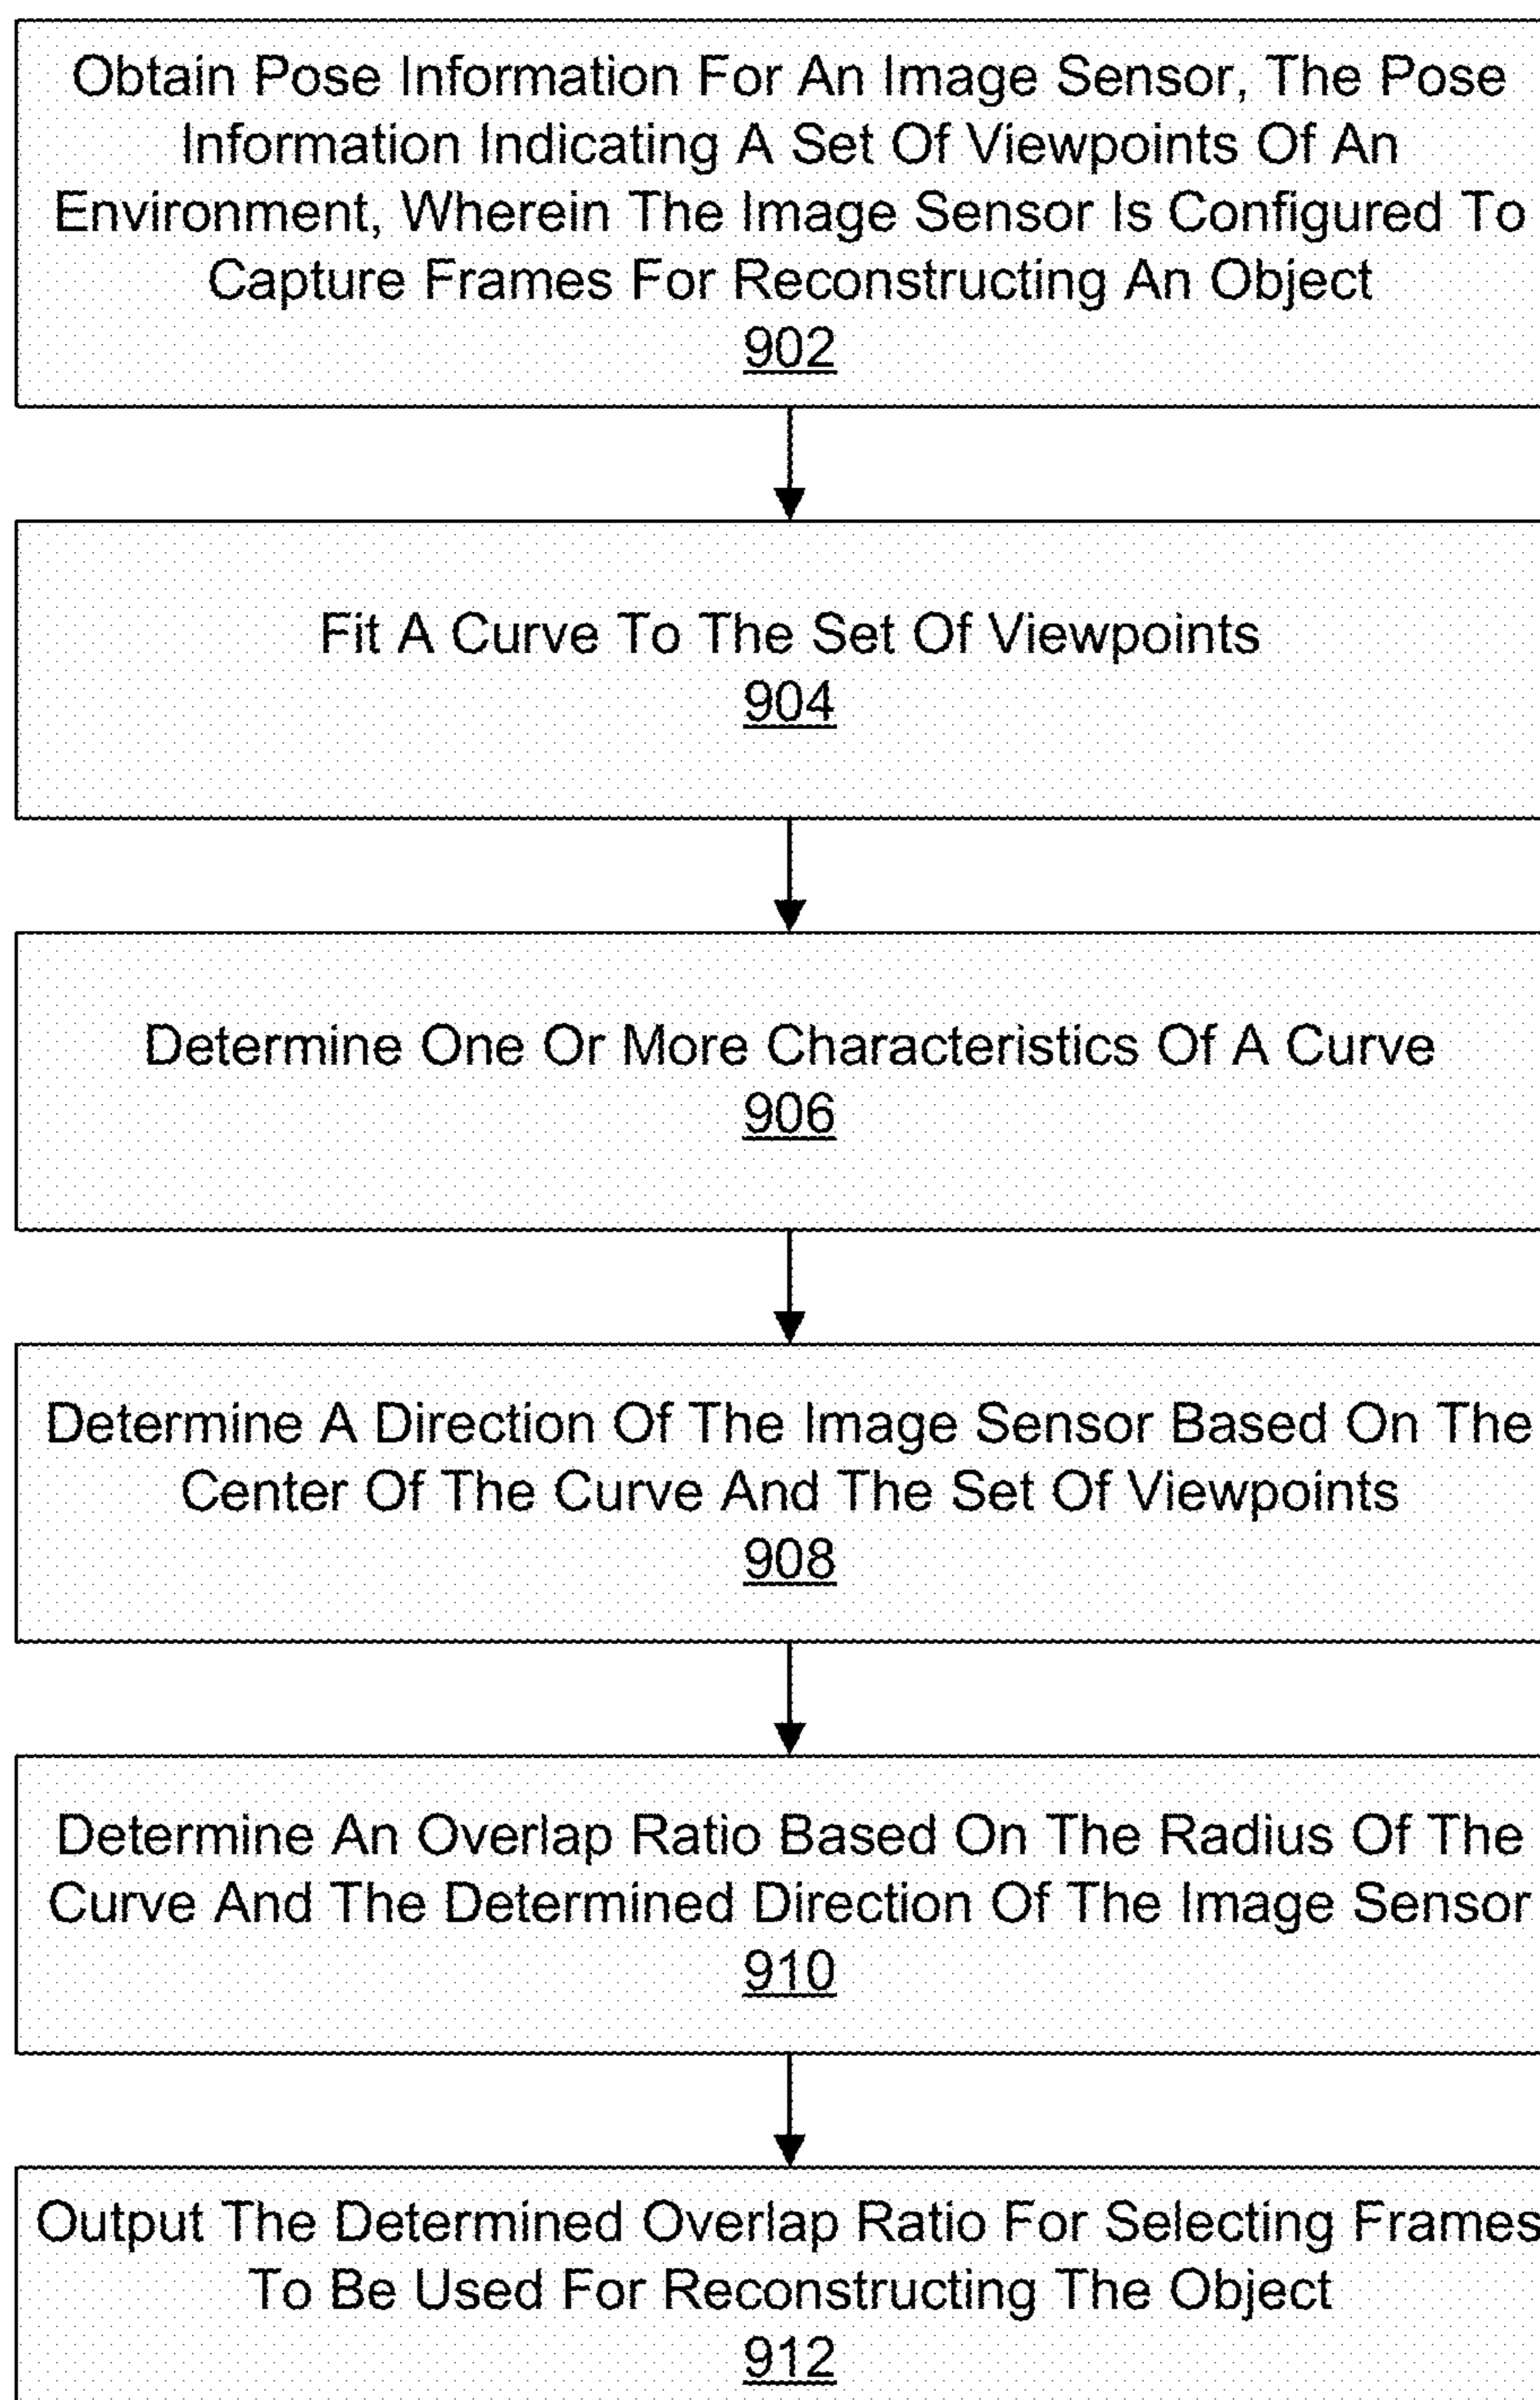 Obtain Pose Information For An Image Sensor, The Pose
Information Indicating A Set Of Viewpoints Of An
Environment, Wherein The Image Sensor Is Configured To
Capture Frames For Reconstructing An Object
902
Fit A Curve To The Set Of Viewpoints
904
Determine One Or More Characteristics Of A Curve
906
Determine A Direction Of The Image Sensor Based On The
Center Of The Curve And The Set Of Viewpoints
908
Determine An Overlap Ratio Based On The Radius Of The
Curve And The Determined Direction Of The Image Sensor
910
Output The Determined Overlap Ratio For Selecting Frames
To Be Used For Reconstructing The Object
912